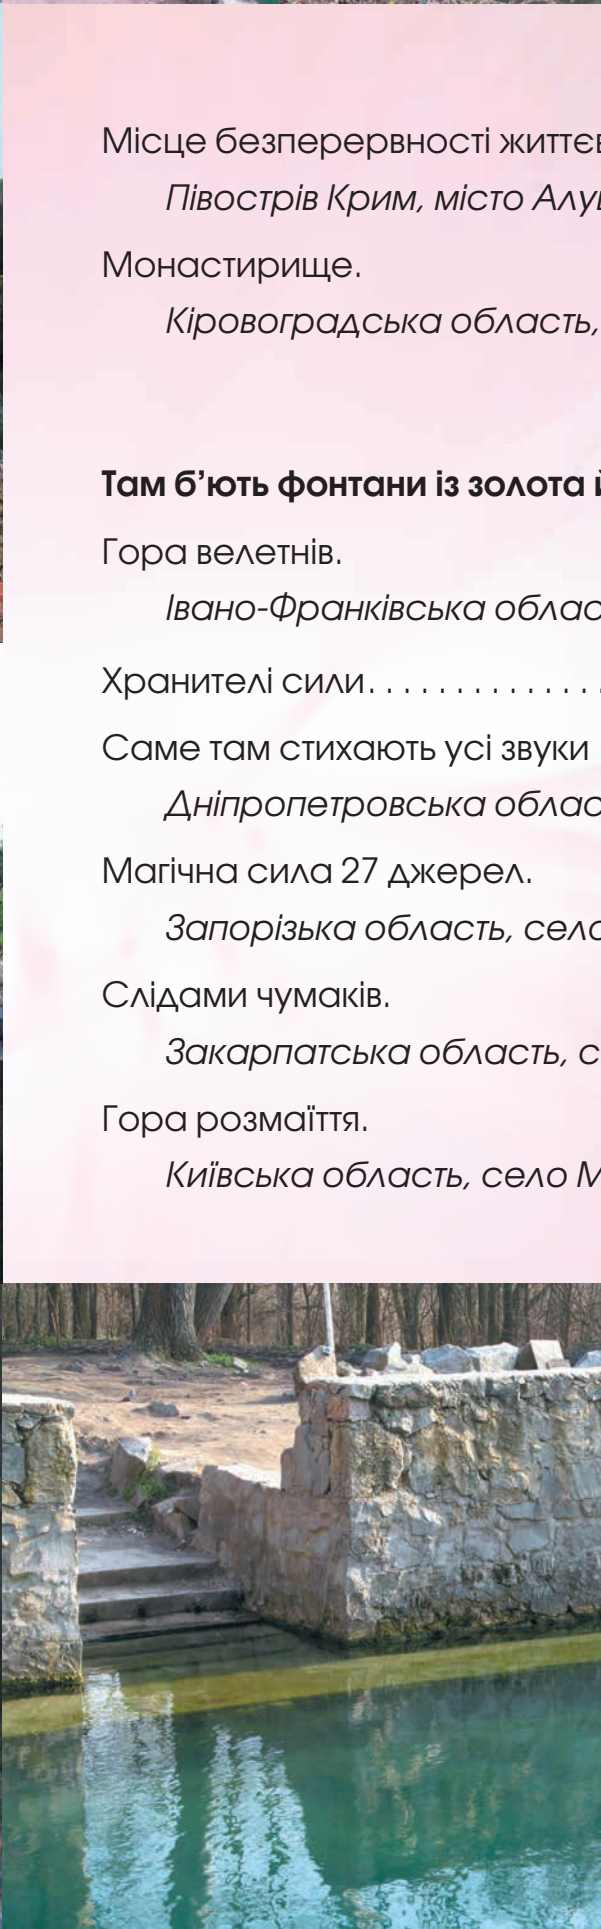 Місце безперервності життєв
Півострів Крим, місто Алу
Монастирище.
Кіровоградська область,
Там б’ють фонтани із золота й
Гора велетнів.
Івано-Франківська облас
Хранителі сили. . . . . . . . . . . . . . .
Саме там стихають усі звуки
Дніпропетровська облас
Магічна сила 27 джерел.
Запорізька область, село
Слідами чумаків.
Закарпатська область, с
Гора розмаїття.
Київська область, село М